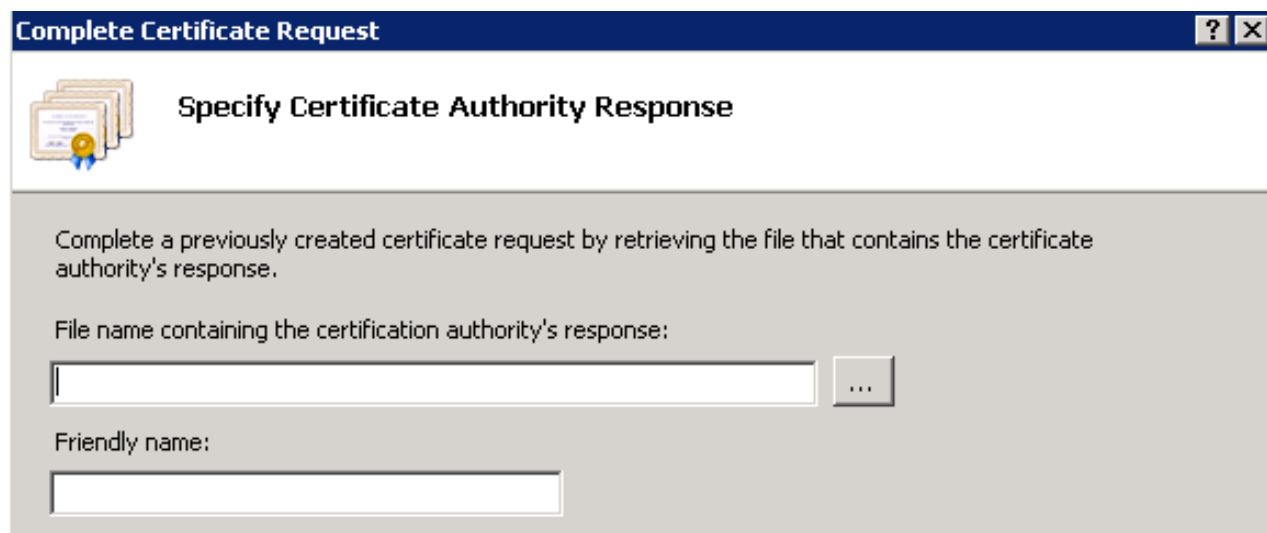 Complete Certificate Request
Specify Certificate Authority Response
Complete a previously created certificate request by retrieving the file that contains the certificate
authority's response.
File name containing the certification authority's response:
...
Friendly name: